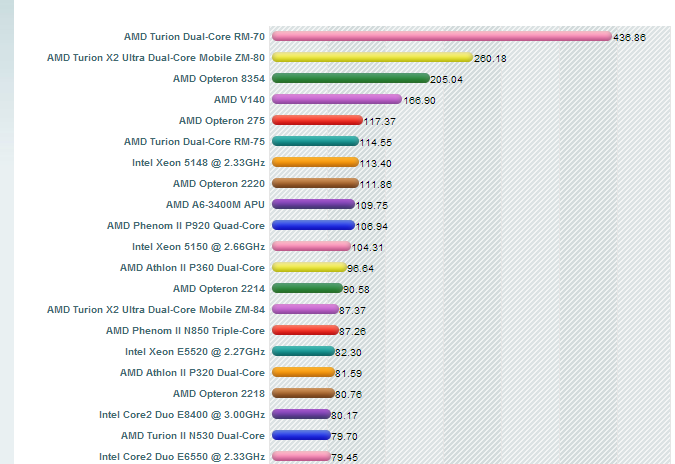 AMD Turion Dual-Core RM-70 436.86
AMD Turion X2 Ultra Dual-Core Mobile ZM-80 260.18
AMD Opteron 8354 205.04
AMD V140 166.90
AMD Opteron 275 117.37
AMD Turion Dual-Core RM-75 114.55
Intel Xeon 5148 @ 2.33GHz 113.40
AMD Opteron 2220 111.86
AMD A6-3400M APU 109.75
AMD Phenom II P920 Quad-Core 106.94
Intel Xeon 5150 @ 2.66GHz 104.31
AMD Athlon II P360 Dual-Core 96.64
AMD Opteron 2214 90.58
AMD Turion X2 Ultra Dual-Core Mobile ZM-84 87.37
AMD Phenom II N850 Triple-Core 87.26
Intel Xeon E5520 @ 2.27GHz 82.30
AMD Athlon II P320 Dual-Core 81.59
AMD Opteron 2218 80.76
Intel Core2 Duo E8400 @ 3.00GHz 80.17
AMD Turion II N530 Dual-Core 79.70
Intel Core2 Duo E6550 @ 2.33GHz 79.45